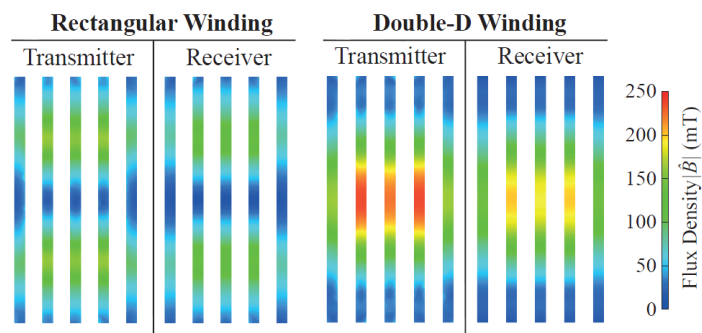 Rectangular Winding
Double-D Winding
Transmitter
Receiver
Transmitter
Receiver
250
200
150
100
50
0
Flux Density |B̂| (mT)